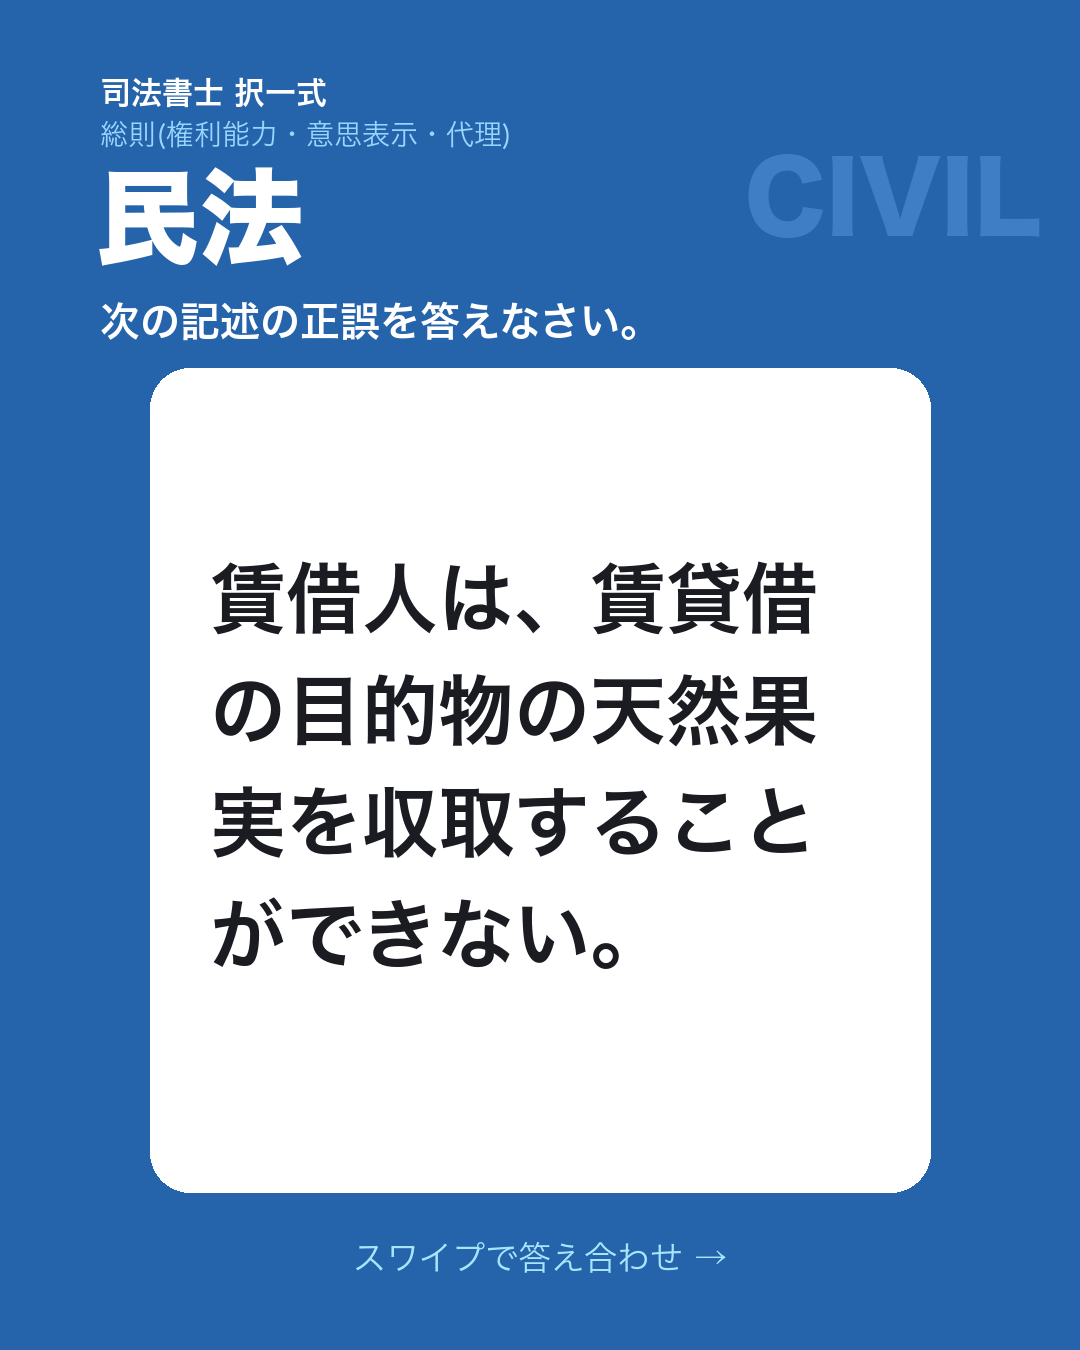 司法書士 択一式
総則(権利能力・意思表示・代理)
民法
CIVIL
次の記述の正誤を答えなさい。
賃借人は、賃貸借
の目的物の天然果
実を収取すること
ができない。
スワイプで答え合わせ →